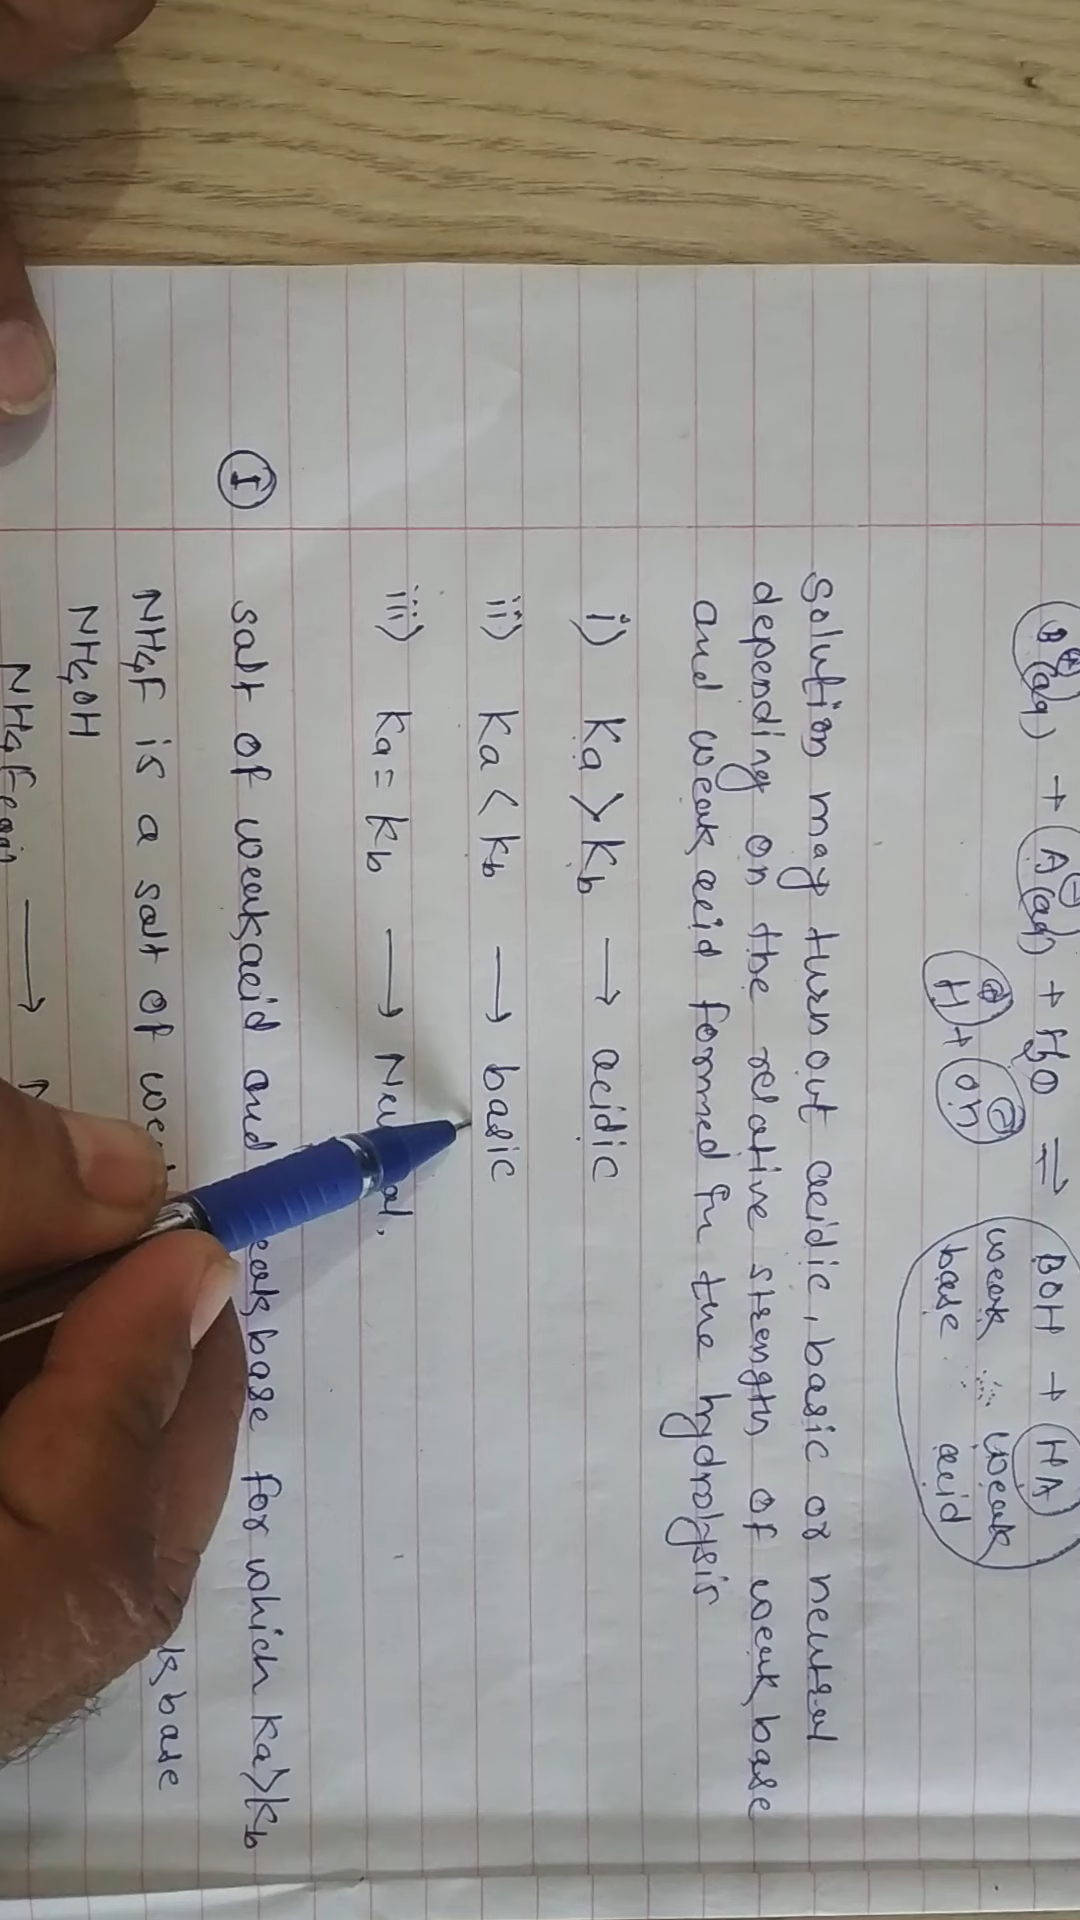 B⊕(aq) + A⊖(aq) + H₂O ⇌ BOH + HA
H⊕ + OH⊖ weak weak
base acid
Solution may turn out acidic, basic or neutral
depending on the relative strength of weak base
and weak acid formed in the hydrolysis
i) Ka > Kb → acidic
ii) Ka < Kb → basic
iii) Ka = Kb →
I salt of weak acid and base for which Ka > Kb
NH₄F is a salt of base
NH₄OH
NH₄F(aq) →